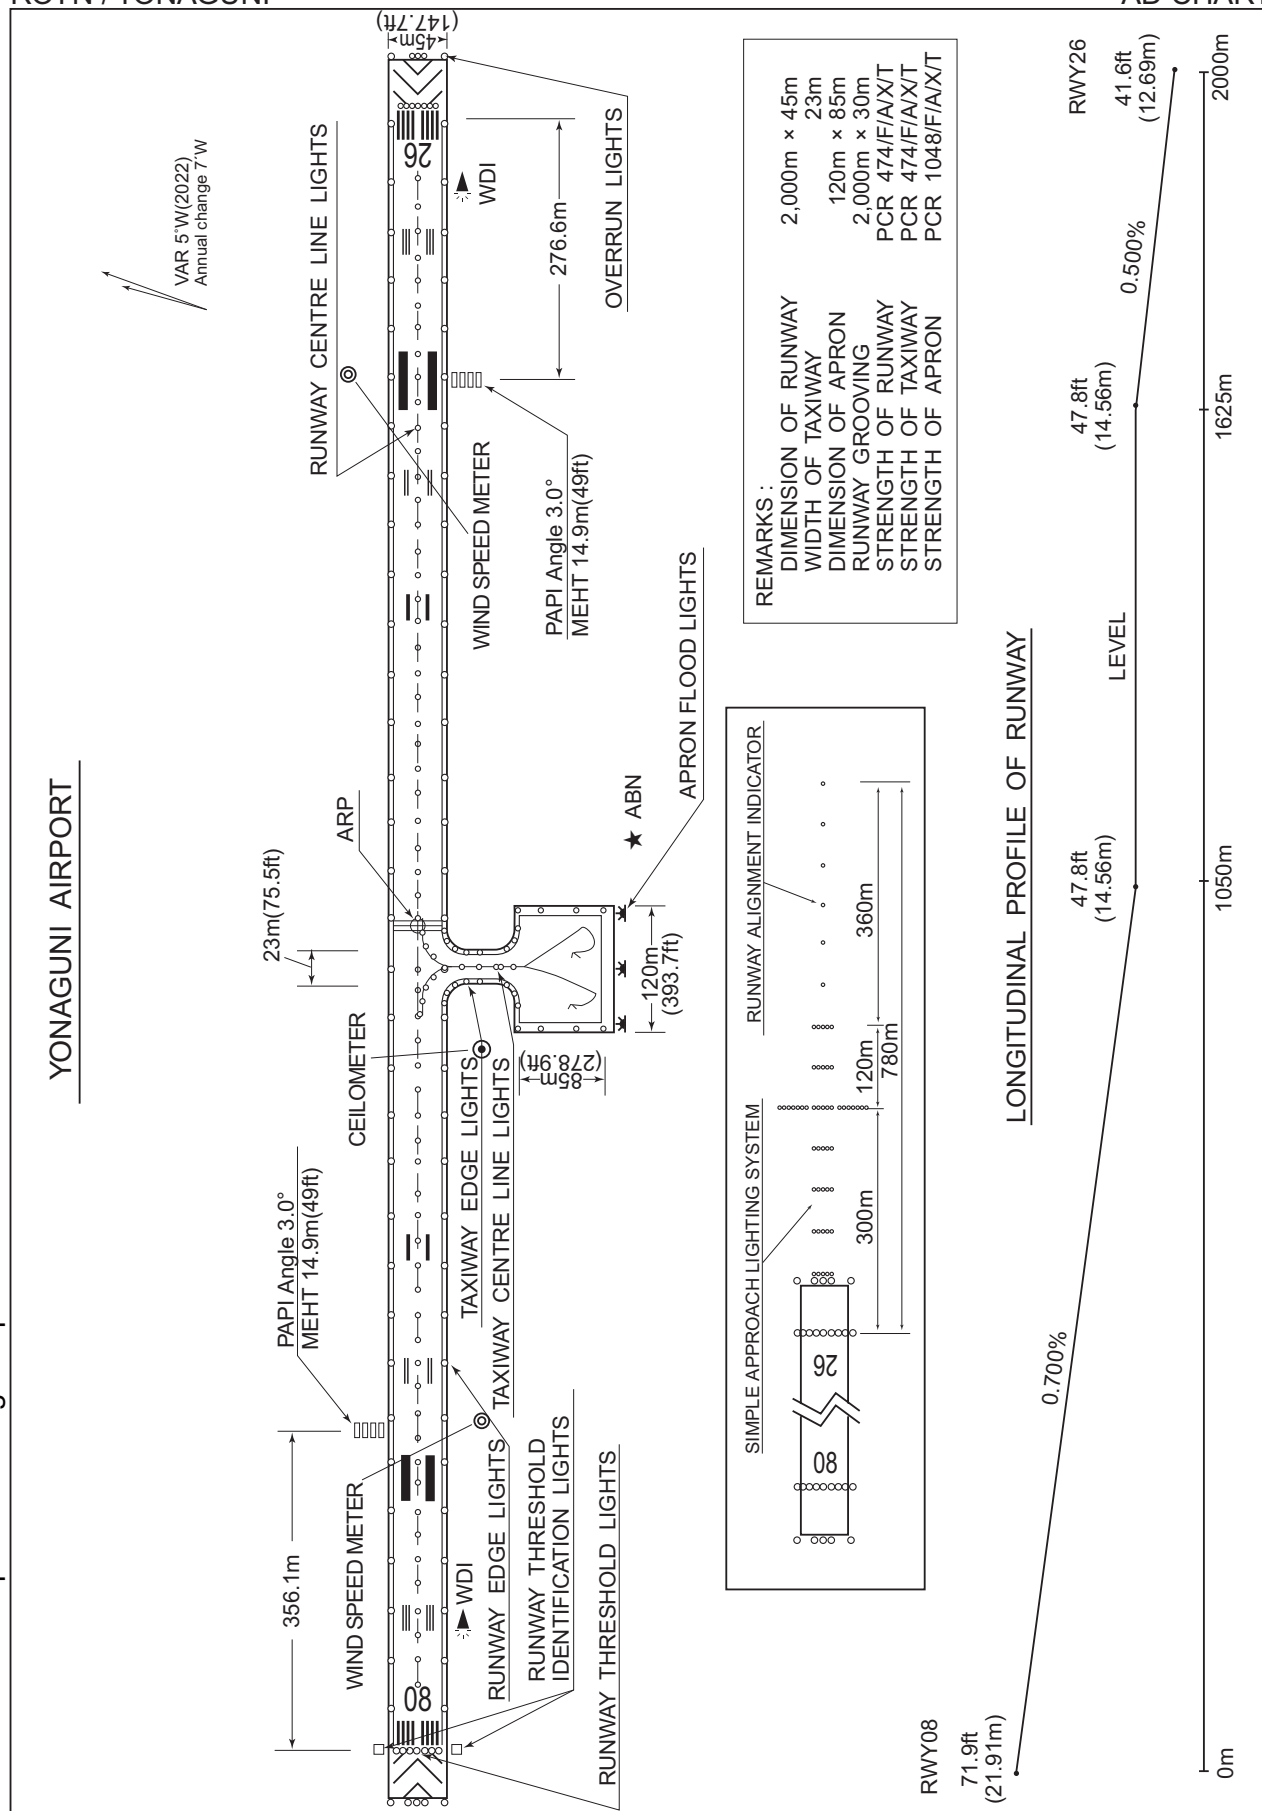 ROYN / YONAGUNI
AD CHART
YONAGUNI AIRPORT
VAR 5°W(2022)
Annual change 7'W
45m
(147.7ft)
26
WDI
RUNWAY CENTRE LINE LIGHTS
276.6m
OVERRUN LIGHTS
WIND SPEED METER
PAPI Angle 3.0°
MEHT 14.9m(49ft)
ARP
23m(75.5ft)
ABN
APRON FLOOD LIGHTS
120m
(393.7ft)
85m
(278.9ft)
CEILOMETER
TAXIWAY EDGE LIGHTS
TAXIWAY CENTRE LINE LIGHTS
PAPI Angle 3.0°
MEHT 14.9m(49ft)
356.1m
WIND SPEED METER
WDI
RUNWAY EDGE LIGHTS
RUNWAY THRESHOLD
IDENTIFICATION LIGHTS
RUNWAY THRESHOLD LIGHTS
08
REMARKS :
DIMENSION OF RUNWAY 2,000m × 45m
WIDTH OF TAXIWAY 23m
DIMENSION OF APRON 120m × 85m
RUNWAY GROOVING 2,000m × 30m
STRENGTH OF RUNWAY PCR 474/F/A/X/T
STRENGTH OF TAXIWAY PCR 474/F/A/X/T
STRENGTH OF APRON PCR 1048/F/A/X/T
SIMPLE APPROACH LIGHTING SYSTEM
RUNWAY ALIGNMENT INDICATOR
08
26
300m
120m
360m
780m
LONGITUDINAL PROFILE OF RUNWAY
RWY08
71.9ft
(21.91m)
0.700%
47.8ft
(14.56m)
LEVEL
47.8ft
(14.56m)
0.500%
RWY26
41.6ft
(12.69m)
0m
1050m
1625m
2000m